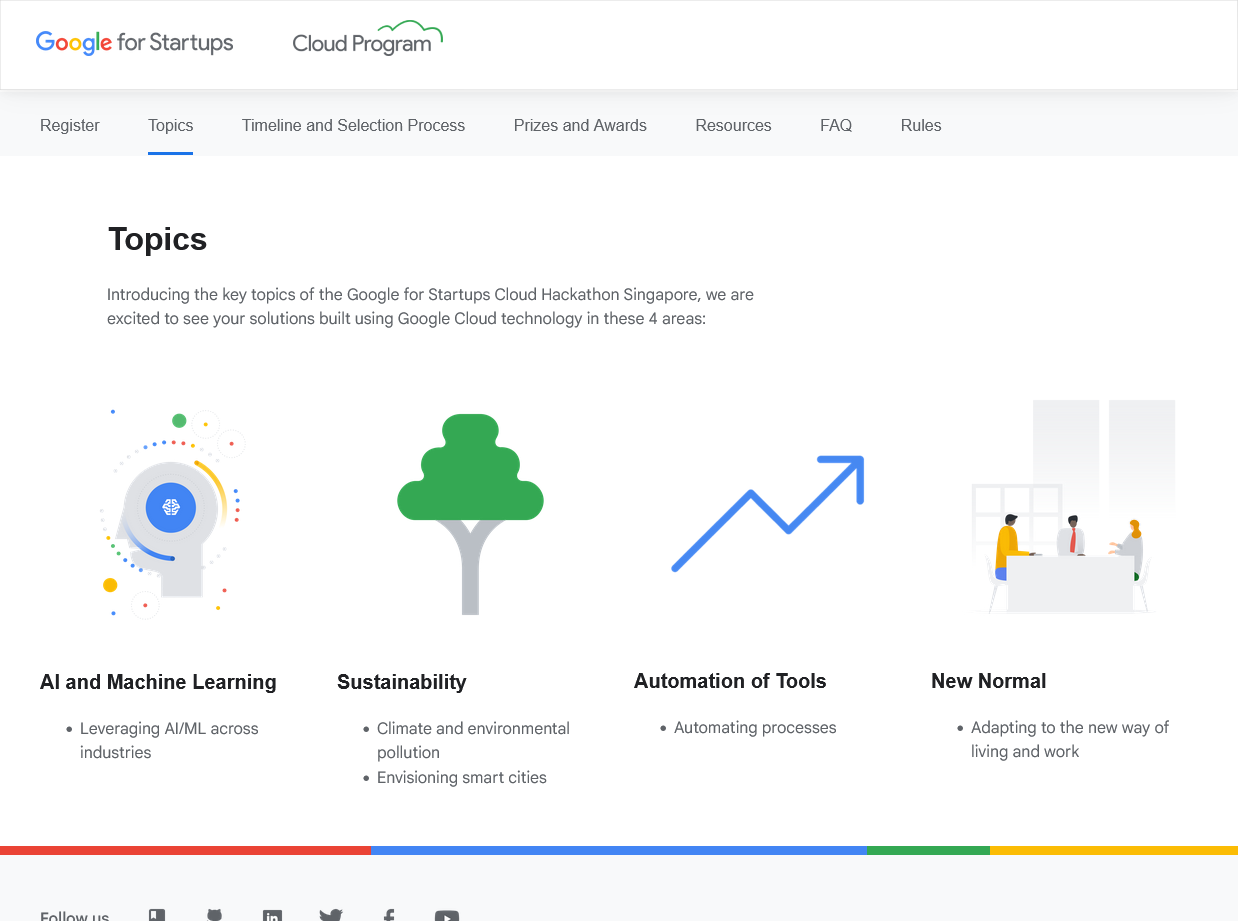 Google for Startups Cloud Program
Register Topics Timeline and Selection Process Prizes and Awards Resources FAQ Rules
Topics
Introducing the key topics of the Google for Startups Cloud Hackathon Singapore, we are
excited to see your solutions built using Google Cloud technology in these 4 areas:
AI and Machine Learning
• Leveraging AI/ML across
industries
Sustainability
• Climate and environmental
pollution
• Envisioning smart cities
Automation of Tools
• Automating processes
New Normal
• Adapting to the new way of
living and work
Follow us